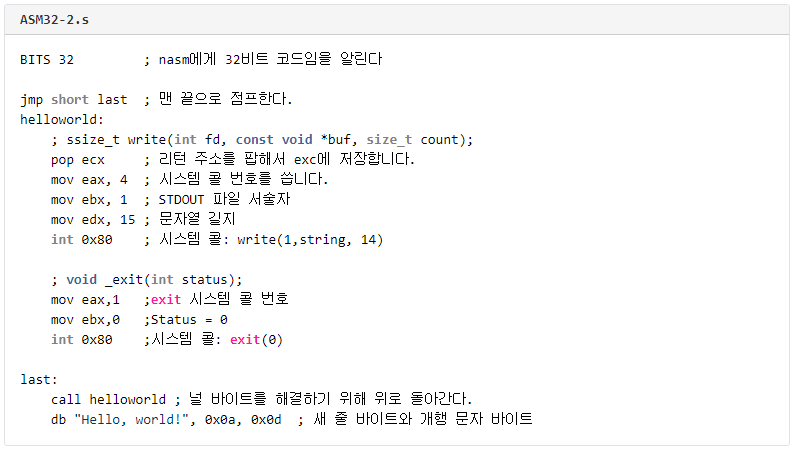 ASM32-2.s
BITS 32 ; nasm에게 32비트 코드임을 알린다
jmp short last ; 맨 끝으로 점프한다.
helloworld:
; ssize_t write(int fd, const void *buf, size_t count);
pop ecx ; 리턴 주소를 팝해서 exc에 저장합니다.
mov eax, 4 ; 시스템 콜 번호를 씁니다.
mov ebx, 1 ; STDOUT 파일 서술자
mov edx, 15 ; 문자열 길지
int 0x80 ; 시스템 콜: write(1,string, 14)
; void _exit(int status);
mov eax,1 ;exit 시스템 콜 번호
mov ebx,0 ;Status = 0
int 0x80 ;시스템 콜: exit(0)
last:
call helloworld ; 널 바이트를 해결하기 위해 위로 돌아간다.
db "Hello, world!", 0x0a, 0x0d ; 새 줄 바이트와 개행 문자 바이트